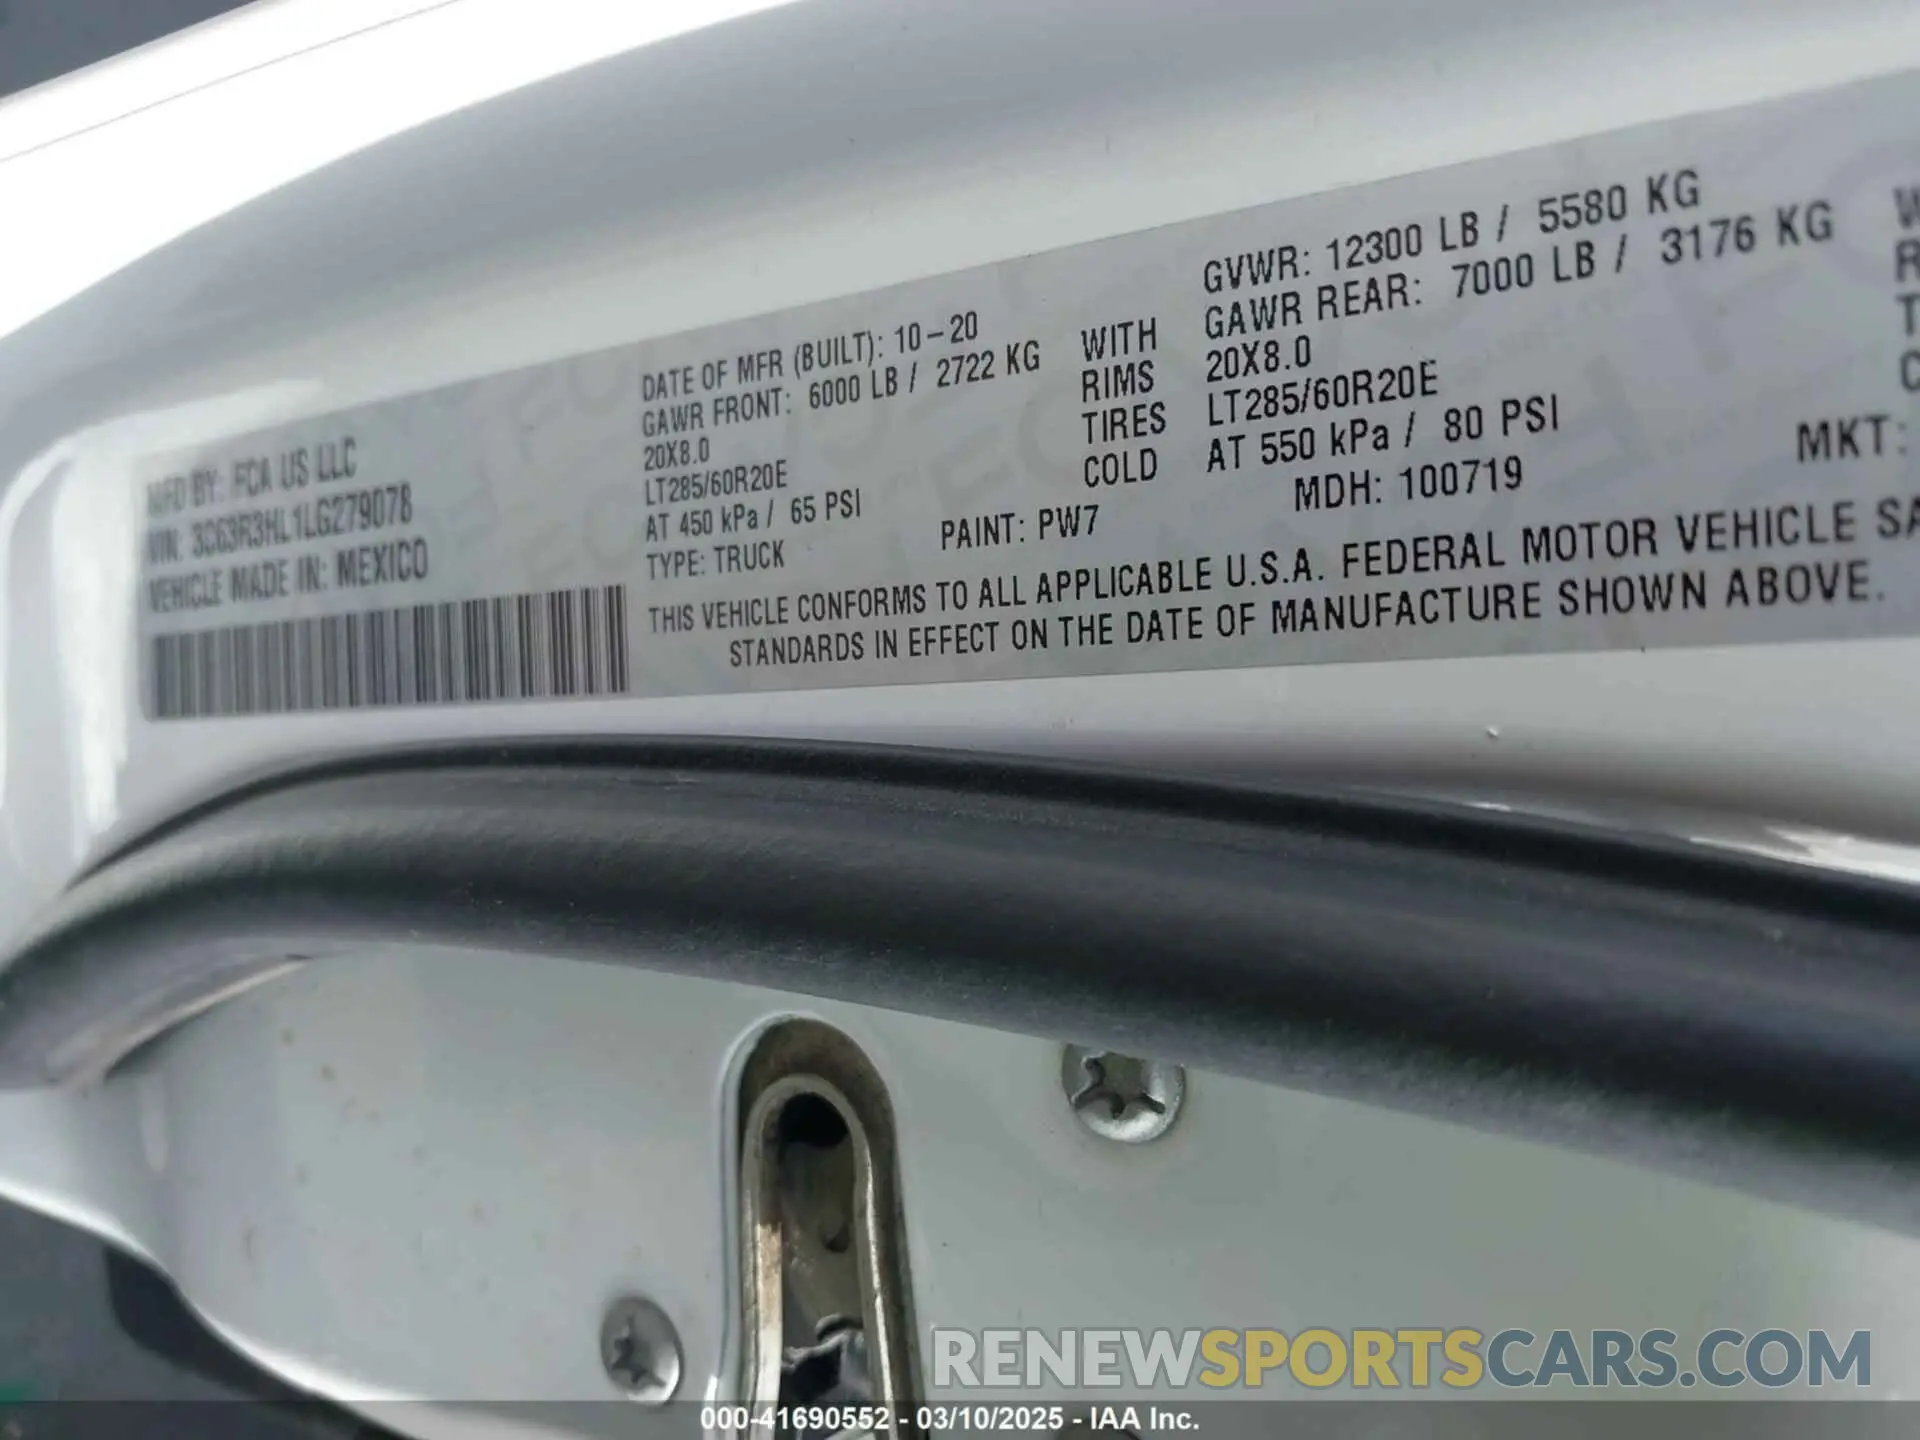 MFD BY: FCA US LLC
VIN: 3C63R3HL1LG279078
VEHICLE MADE IN: MEXICO
DATE OF MFR (BUILT): 10-20
GAWR FRONT: 6000 LB / 2722 KG
20X8.0
LT285/60R20E
AT 450 kPa / 65 PSI
TYPE: TRUCK
PAINT: PW7
WITH
RIMS
TIRES
COLD
GVWR: 12300 LB / 5580 KG
GAWR REAR: 7000 LB / 3176 KG
20X8.0
LT285/60R20E
AT 550 kPa / 80 PSI
MDH: 100719
MKT:
THIS VEHICLE CONFORMS TO ALL APPLICABLE U.S.A. FEDERAL MOTOR VEHICLE SA
STANDARDS IN EFFECT ON THE DATE OF MANUFACTURE SHOWN ABOVE.
RENEWSPORTSCARS.COM
000-41690552 - 03/10/2025 - IAA Inc.